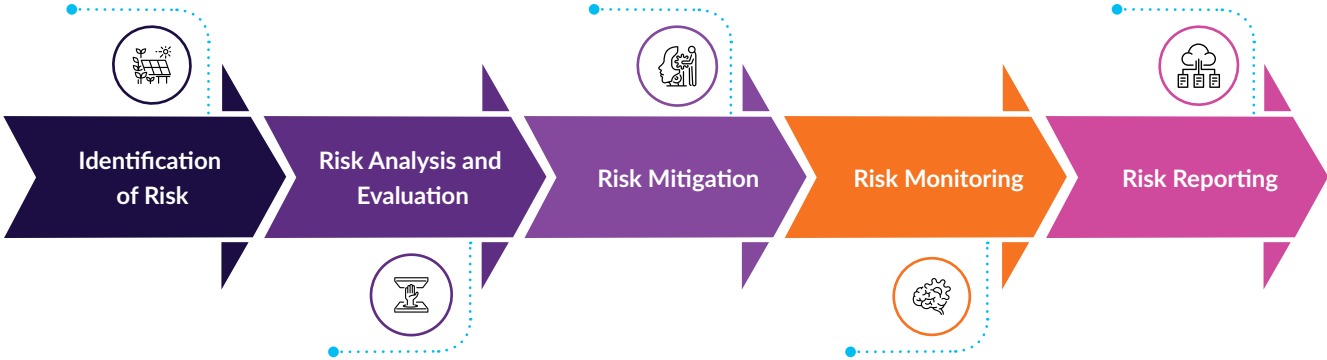 Identification
of Risk
Risk Analysis and
Evaluation
Risk Mitigation
Risk Monitoring
Risk Reporting